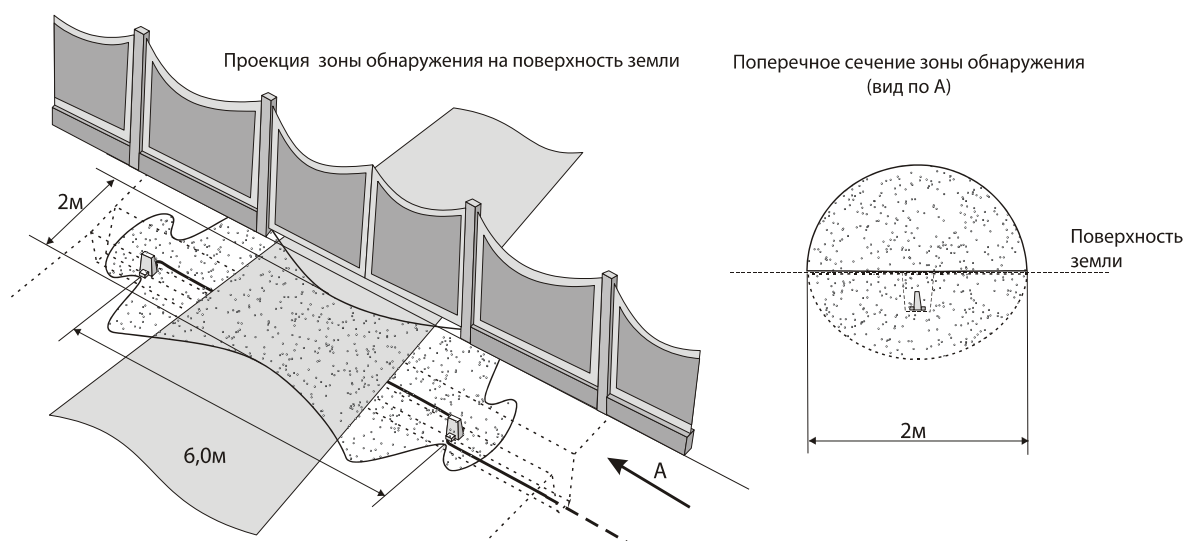 Проекция зоны обнаружения на поверхность земли
Поперечное сечение зоны обнаружения
(вид по А)
2м
6,0м
А
Поверхность
земли
2м